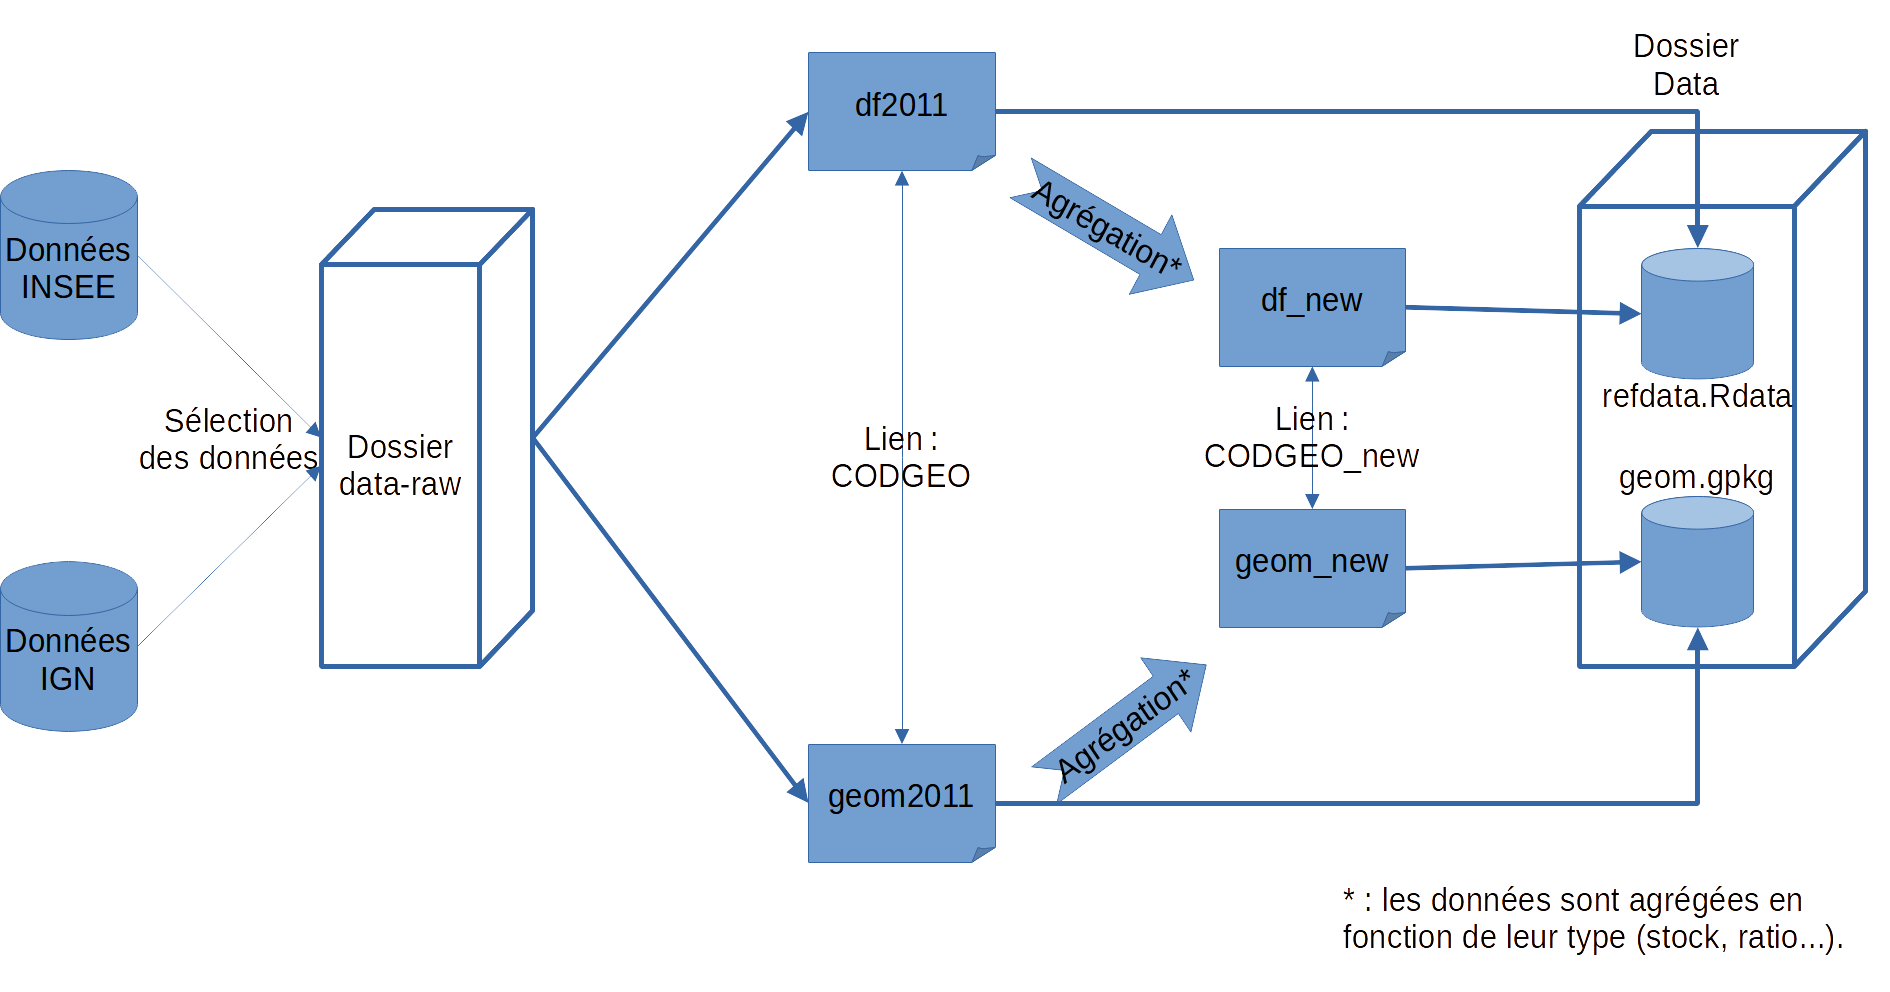 Données
INSEE
Données
IGN
Sélection
des données
Dossier
data-raw
df2011
Lien :
CODGEO
geom2011
Agrégation*
Agrégation*
df_new
Lien :
CODGEO_new
geom_new
Dossier
Data
refdata.Rdata
geom.gpkg
* : les données sont agrégées en
fonction de leur type (stock, ratio...).